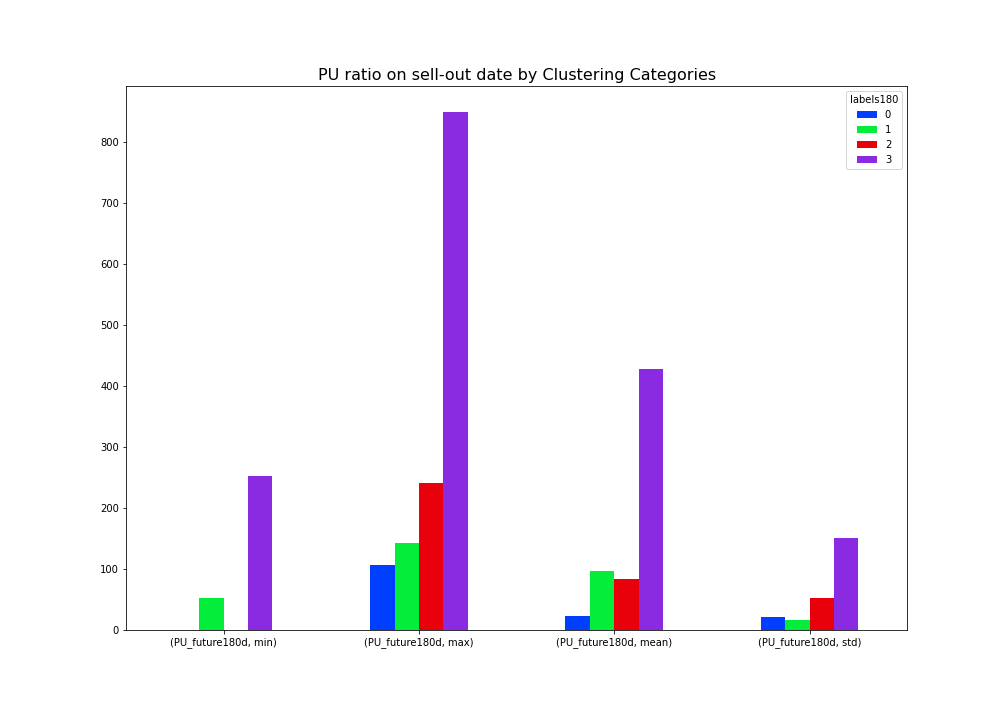 PU ratio on sell-out date by Clustering Categories
labels180
0
1
2
3
800
700
600
500
400
300
200
100
0
(PU_future180d, min)
(PU_future180d, max)
(PU_future180d, mean)
(PU_future180d, std)